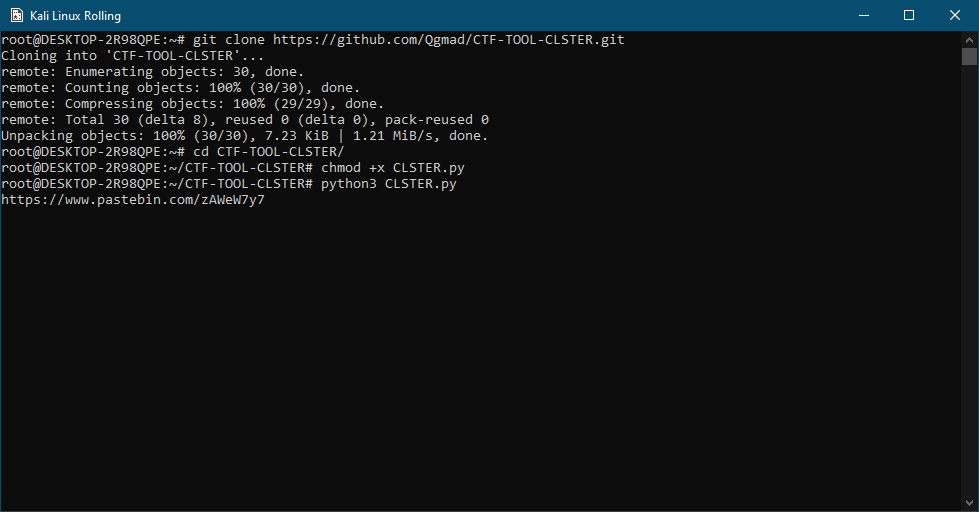 Kali Linux Rolling
root@DESKTOP-2R98QPE:~# git clone https://github.com/Qgmad/CTF-TOOL-CLSTER.git
Cloning into 'CTF-TOOL-CLSTER'...
remote: Enumerating objects: 30, done.
remote: Counting objects: 100% (30/30), done.
remote: Compressing objects: 100% (29/29), done.
remote: Total 30 (delta 8), reused 0 (delta 0), pack-reused 0
Unpacking objects: 100% (30/30), 7.23 KiB | 1.21 MiB/s, done.
root@DESKTOP-2R98QPE:~# cd CTF-TOOL-CLSTER/
root@DESKTOP-2R98QPE:~/CTF-TOOL-CLSTER# chmod +x CLSTER.py
root@DESKTOP-2R98QPE:~/CTF-TOOL-CLSTER# python3 CLSTER.py
https://www.pastebin.com/zAWeW7y7